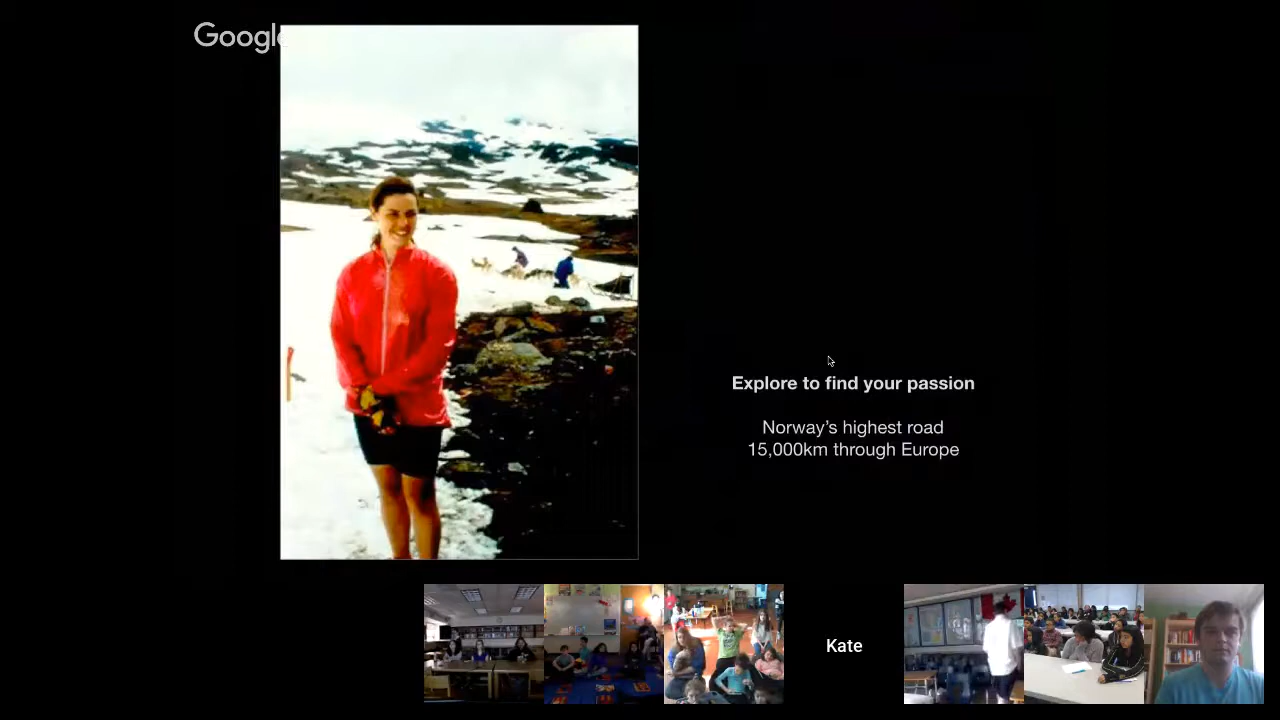 Google
Explore to find your passion
Norway's highest road
15,000km through Europe
Kate